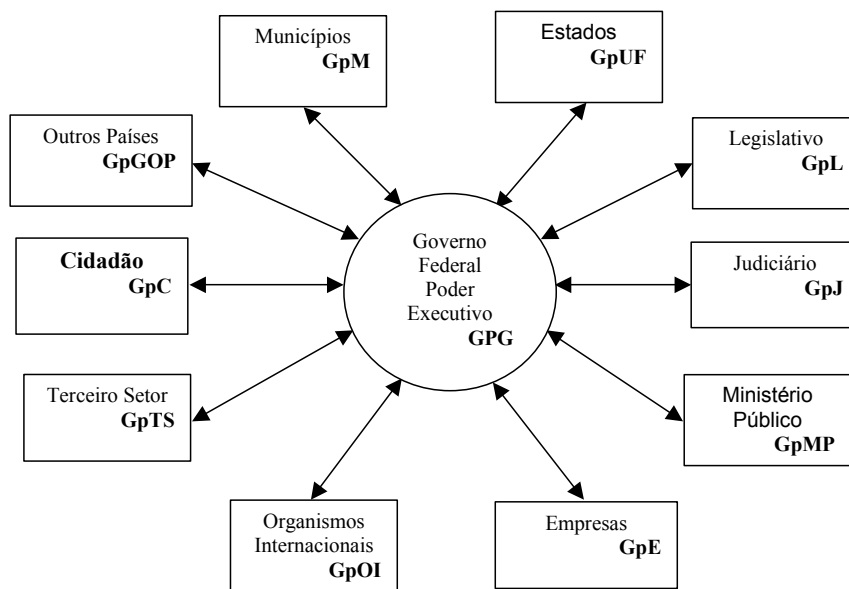 Municípios
GpM
Estados
GpUF
Outros Países
GpGOP
Legislativo
GpL
Cidadão
GpC
Governo
Federal
Poder
Executivo
GPG
Judiciário
GpJ
Terceiro Setor
GpTS
Ministério
Público
GpMP
Organismos
Internacionais
GpOI
Empresas
GpE